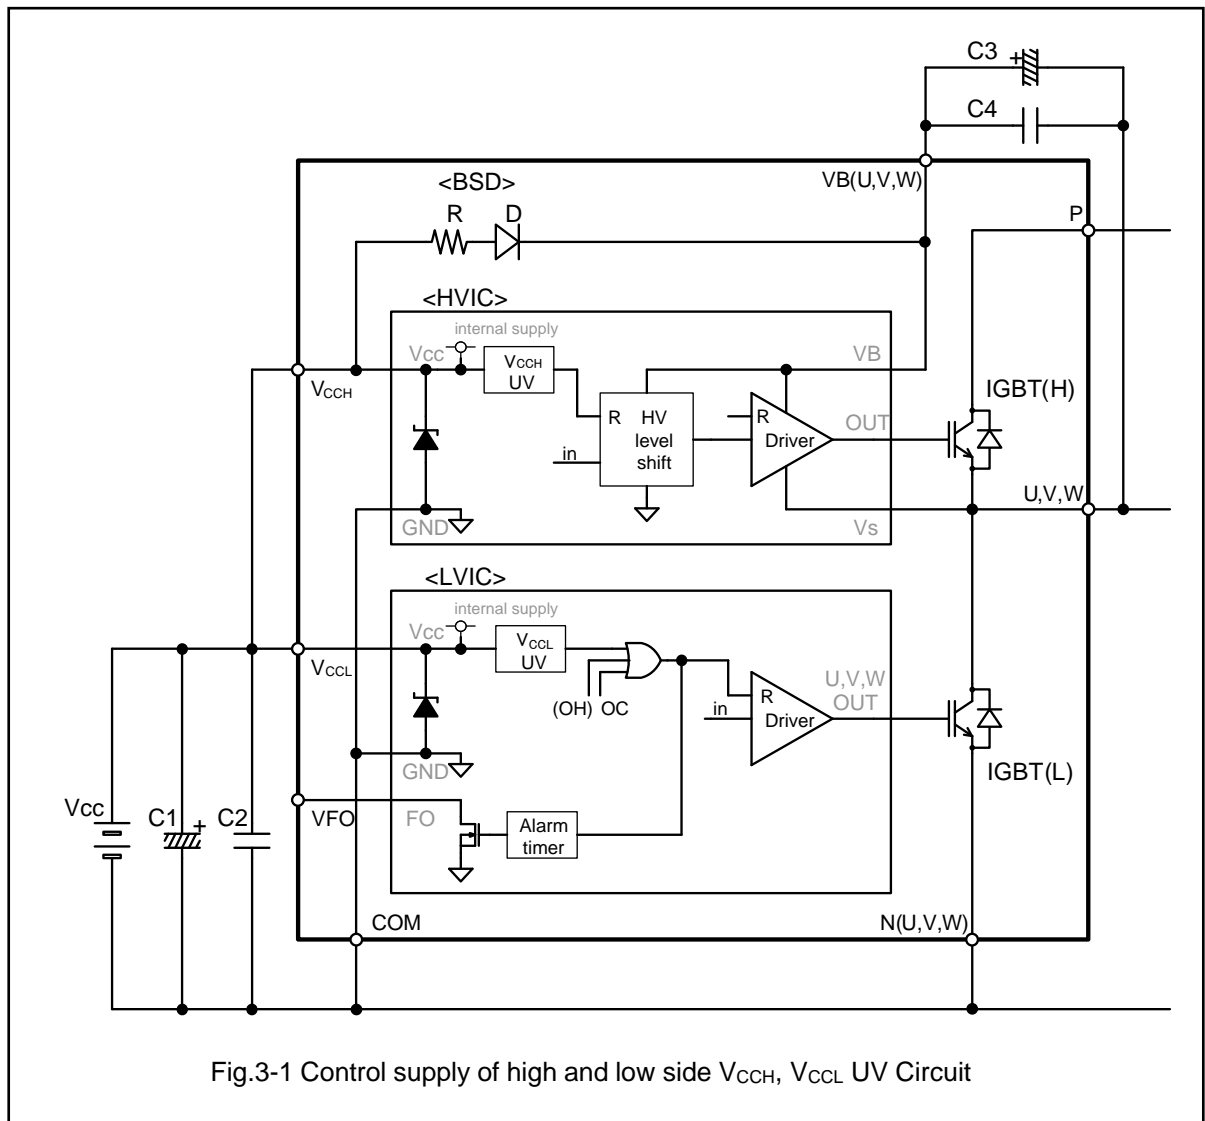 C3
+
C4
VB(U,V,W)
<BSD>
R D
P
<HVIC>
internal supply
Vcc
VCCH
UV
VB
VCCH
R
HV
level
shift
in
R
Driver
OUT
IGBT(H)
U,V,W
GND
Vs
<LVIC>
internal supply
Vcc
VCCL
UV
VCCL
(OH) OC
in
R
Driver
U,V,W
OUT
GND
IGBT(L)
Vcc
C1
+
C2
VFO
FO
Alarm
timer
COM
N(U,V,W)
Fig.3-1 Control supply of high and low side VCCH, VCCL UV Circuit